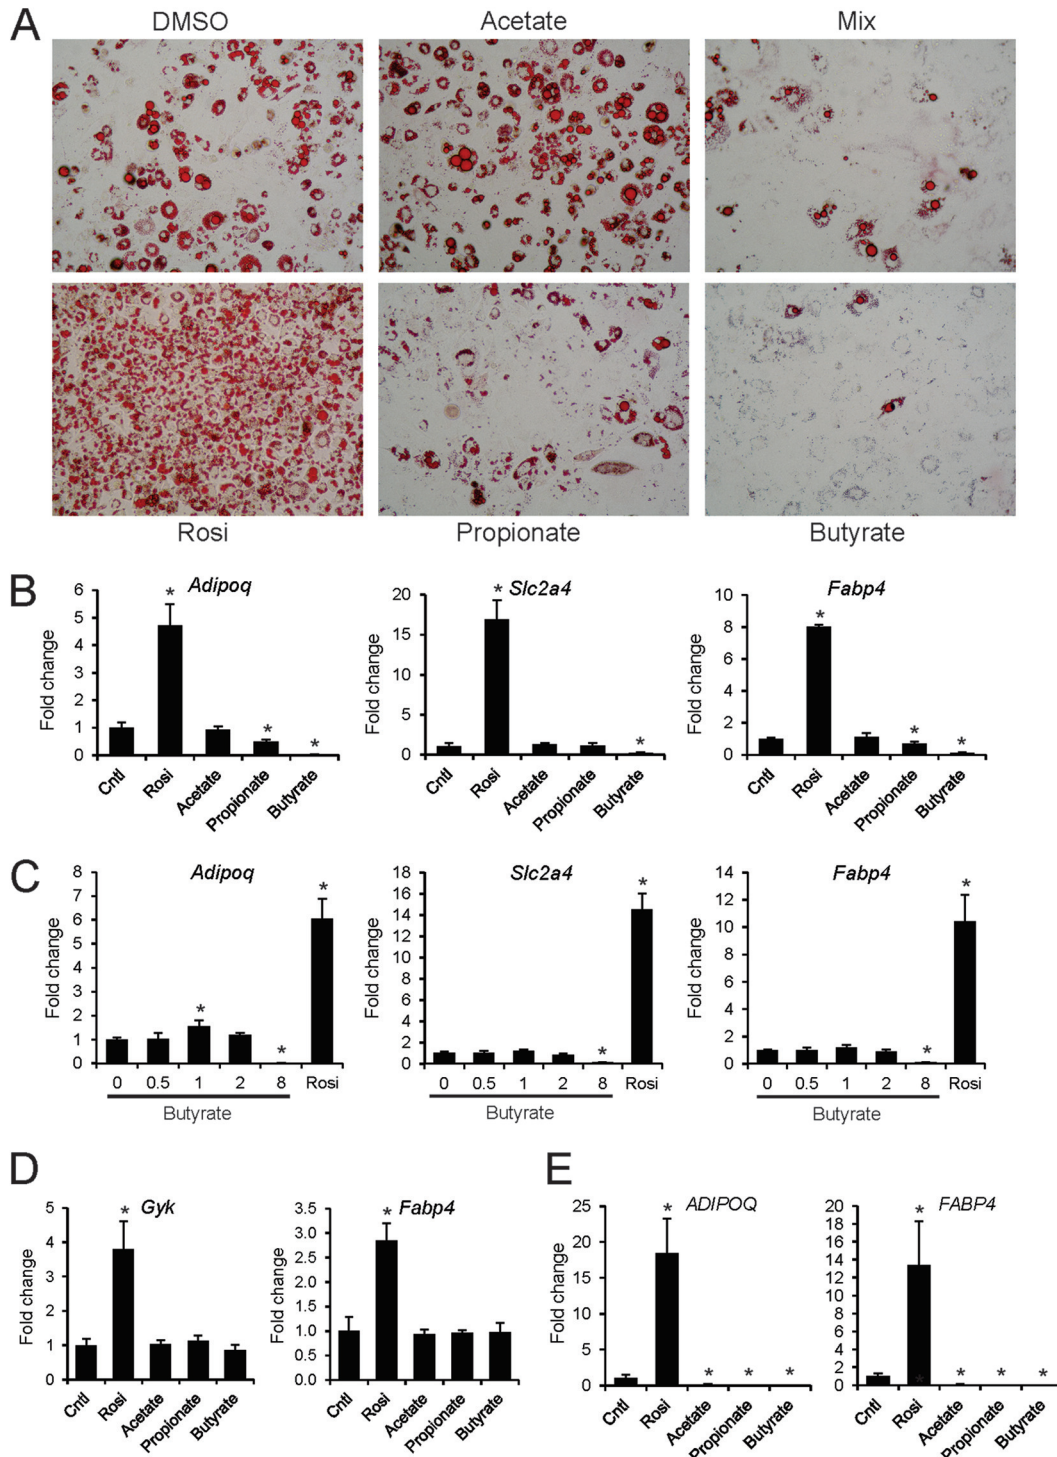 A
DMSO Acetate Mix
Rosi Propionate Butyrate
B
Adipoq
Fold change
6
5
4
3
2
1
0
Cntl Rosi Acetate Propionate Butyrate
* * *
Slc2a4
Fold change
20
15
10
5
0
Cntl Rosi Acetate Propionate Butyrate
* *
Fabp4
Fold change
10
8
6
4
2
0
Cntl Rosi Acetate Propionate Butyrate
* * *
C
Adipoq
Fold change
8
7
6
5
4
3
2
1
0
* * *
0 0.5 1 2 8 Rosi
Butyrate
Slc2a4
Fold change
18
16
14
12
10
8
6
4
2
0
* *
0 0.5 1 2 8 Rosi
Butyrate
Fabp4
Fold change
14
12
10
8
6
4
2
0
* *
0 0.5 1 2 8 Rosi
Butyrate
D
Gyk
Fold change
5
4
3
2
1
0
*
Cntl Rosi Acetate Propionate Butyrate
Fabp4
Fold change
3.5
3.0
2.5
2.0
1.5
1.0
0.5
0.0
*
Cntl Rosi Acetate Propionate Butyrate
E
ADIPOQ
Fold change
25
20
15
10
5
0
* * * *
Cntl Rosi Acetate Propionate Butyrate
FABP4
Fold change
20
18
16
14
12
10
8
6
4
2
0
* * * * *
Cntl Rosi Acetate Propionate Butyrate